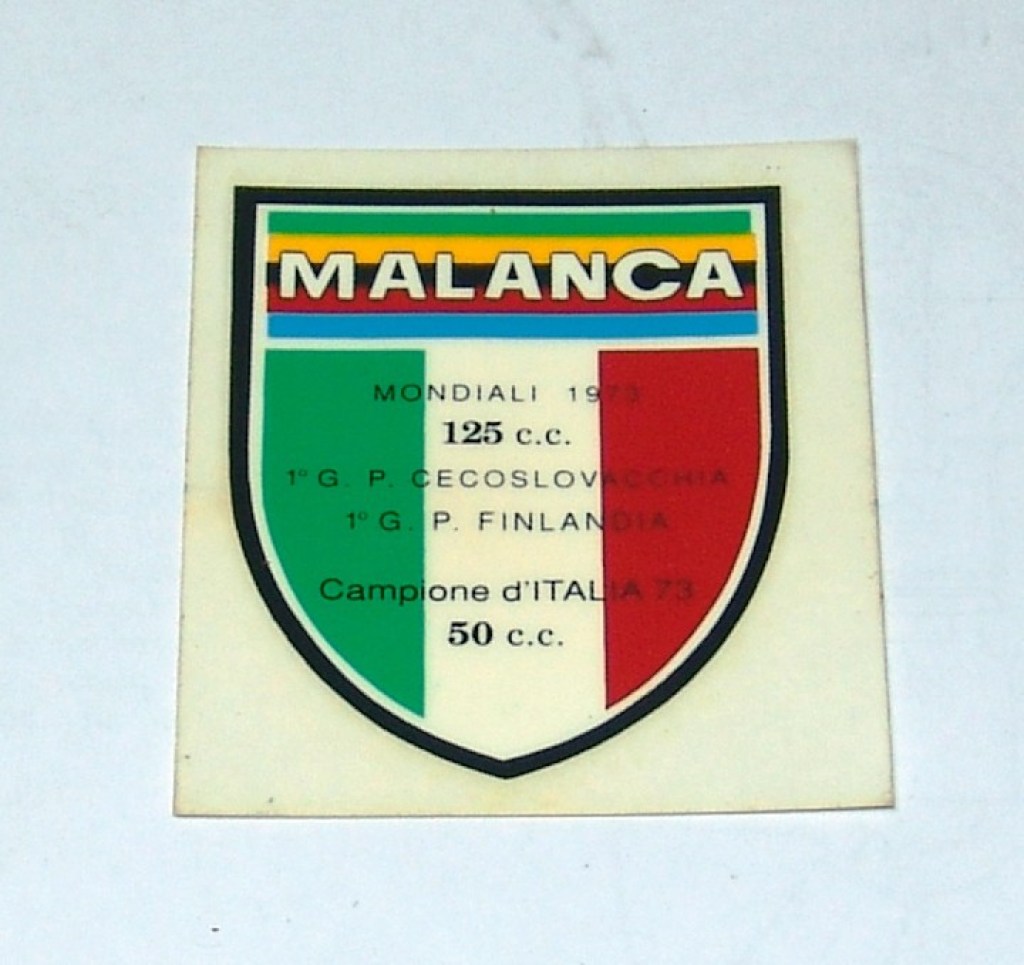 MALANCA
MONDIALI 1973
125 c.c.
1° G. P. CECOSLOVACCHIA
1° G. P. FINLANDIA
Campione d'ITALIA 73
50 c.c.